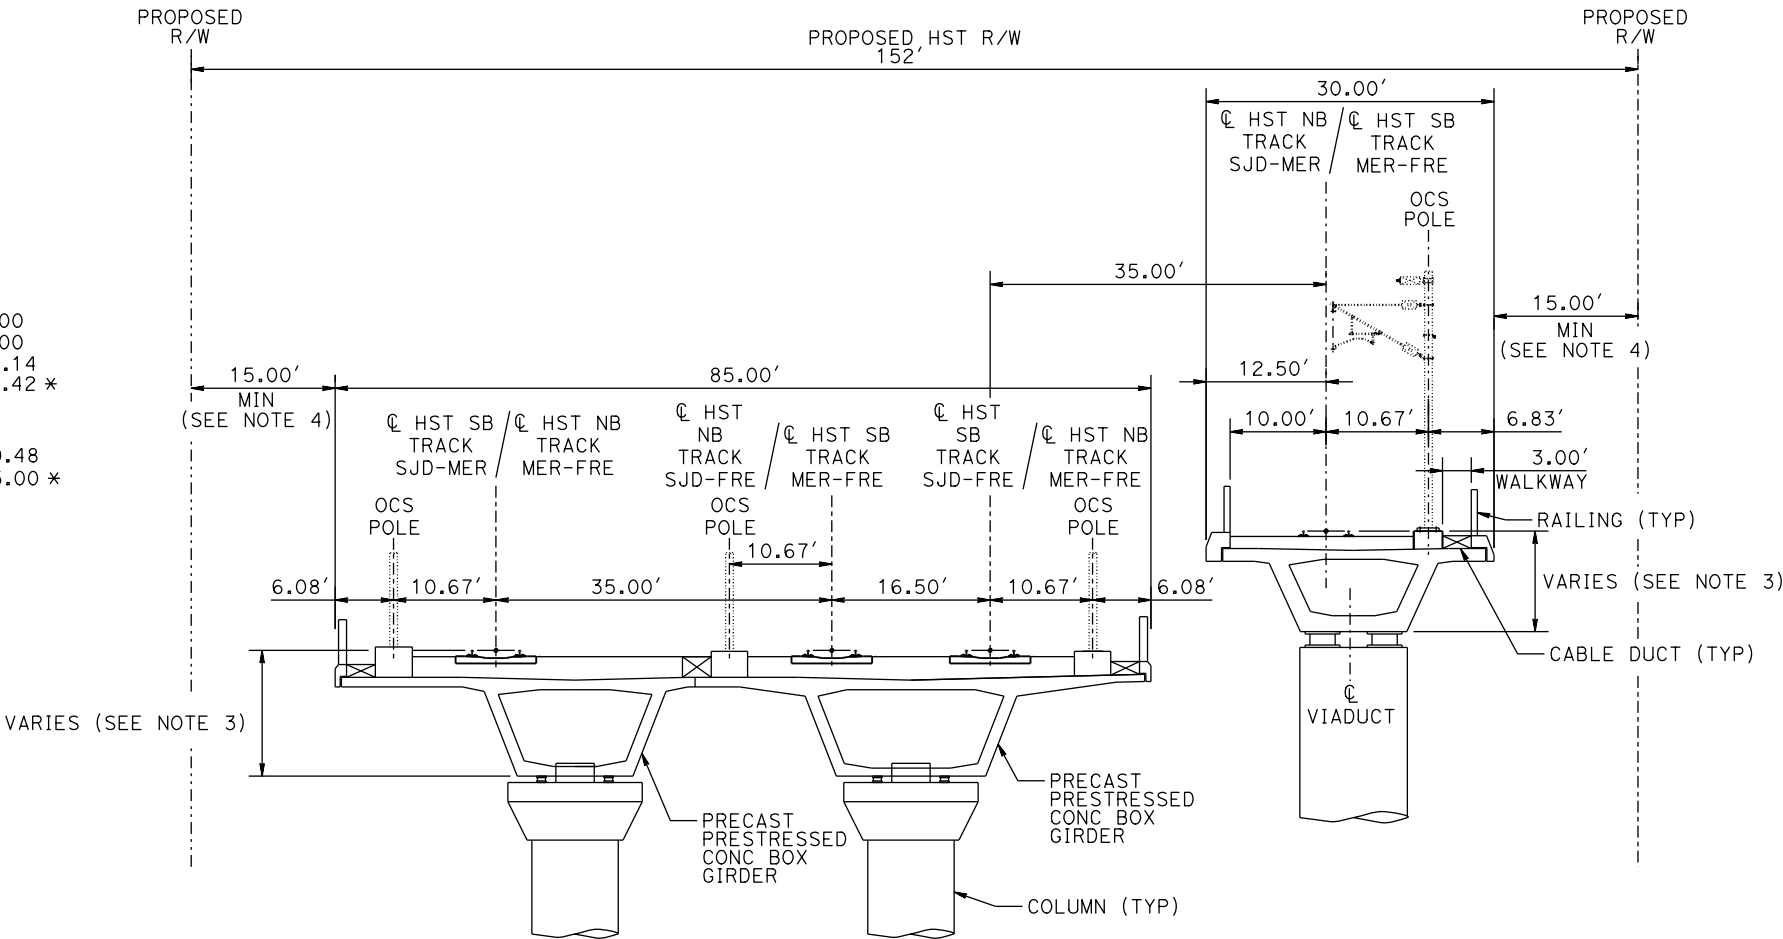 PROPOSED
R/W
PROPOSED HST R/W
152′
PROPOSED
R/W
30.00′
℄ HST NB
TRACK
SJD-MER
/
℄ HST SB
TRACK
MER-FRE
OCS
POLE
35.00′
15.00′
MIN
(SEE NOTE 4)
.00
.00
.14
.42 *
.48
.00 *
15.00′
MIN
(SEE NOTE 4)
85.00′
12.50′
10.00′
10.67′
6.83′
3.00′
WALKWAY
℄ HST SB
TRACK
SJD-MER
/
℄ HST NB
TRACK
MER-FRE
℄ HST
NB
TRACK
SJD-FRE
/
℄ HST SB
TRACK
MER-FRE
℄ HST
SB
TRACK
SJD-FRE
/
℄ HST NB
TRACK
MER-FRE
OCS
POLE
OCS
POLE
OCS
POLE
10.67′
6.08′
10.67′
35.00′
16.50′
10.67′
6.08′
RAILING (TYP)
VARIES (SEE NOTE 3)
CABLE DUCT (TYP)
℄
VIADUCT
VARIES (SEE NOTE 3)
PRECAST
PRESTRESSED
CONC BOX
GIRDER
PRECAST
PRESTRESSED
CONC BOX
GIRDER
COLUMN (TYP)